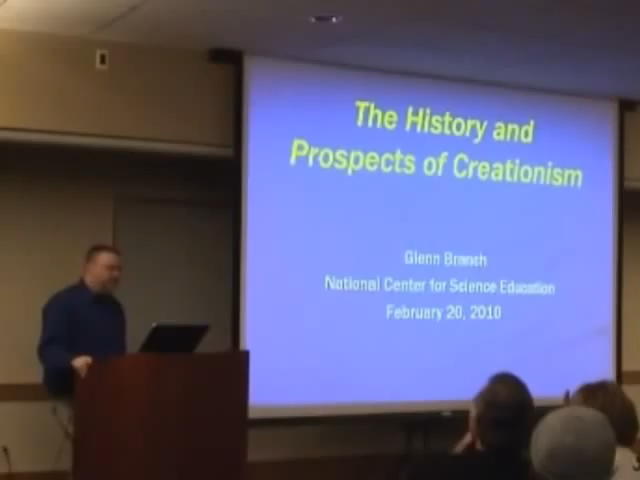 The History and
Prospects of Creationism
Glenn Branch
National Center for Science Education
February 20, 2010